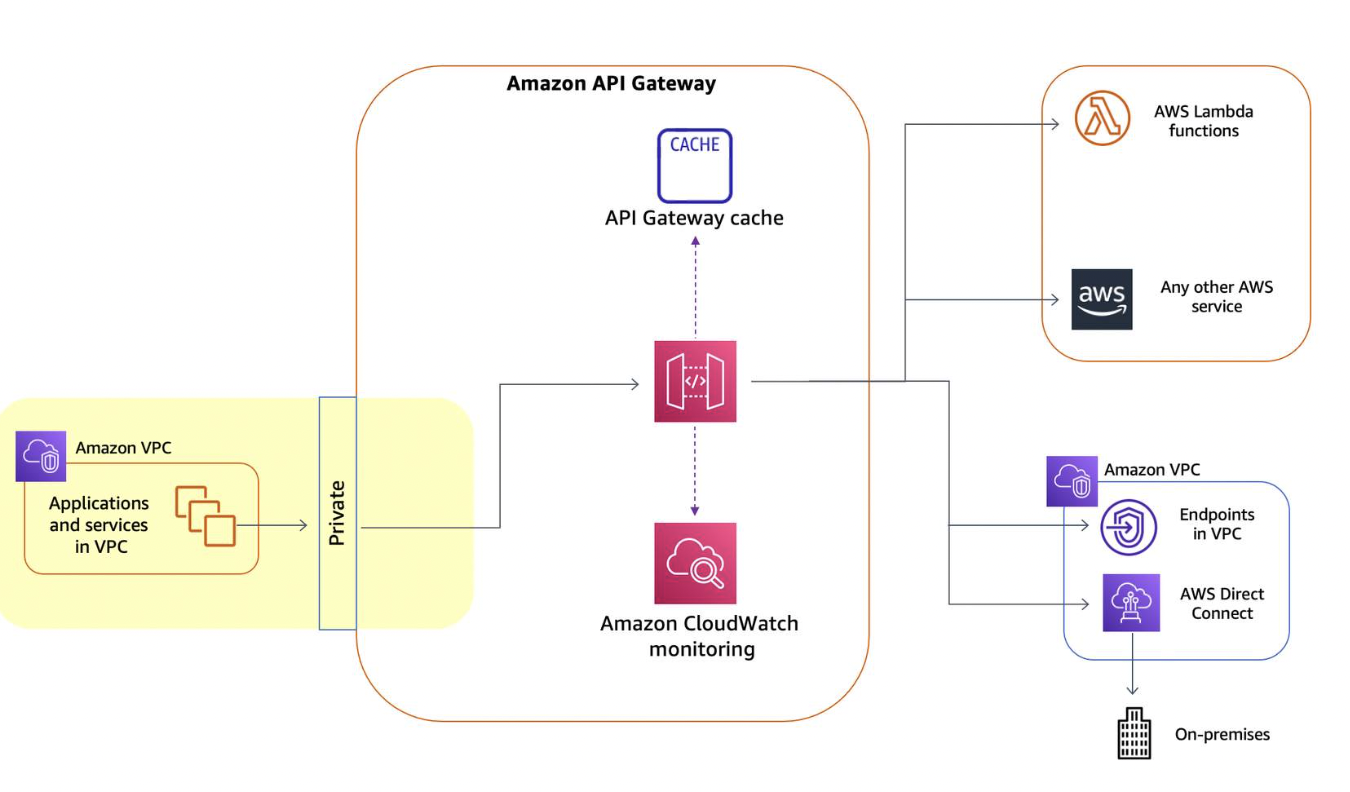 Amazon API Gateway
CACHE
API Gateway cache
</>
Amazon CloudWatch
monitoring
Amazon VPC
Applications
and services
in VPC
Private
AWS Lambda
functions
aws
Any other AWS
service
Amazon VPC
Endpoints
in VPC
AWS Direct
Connect
On-premises